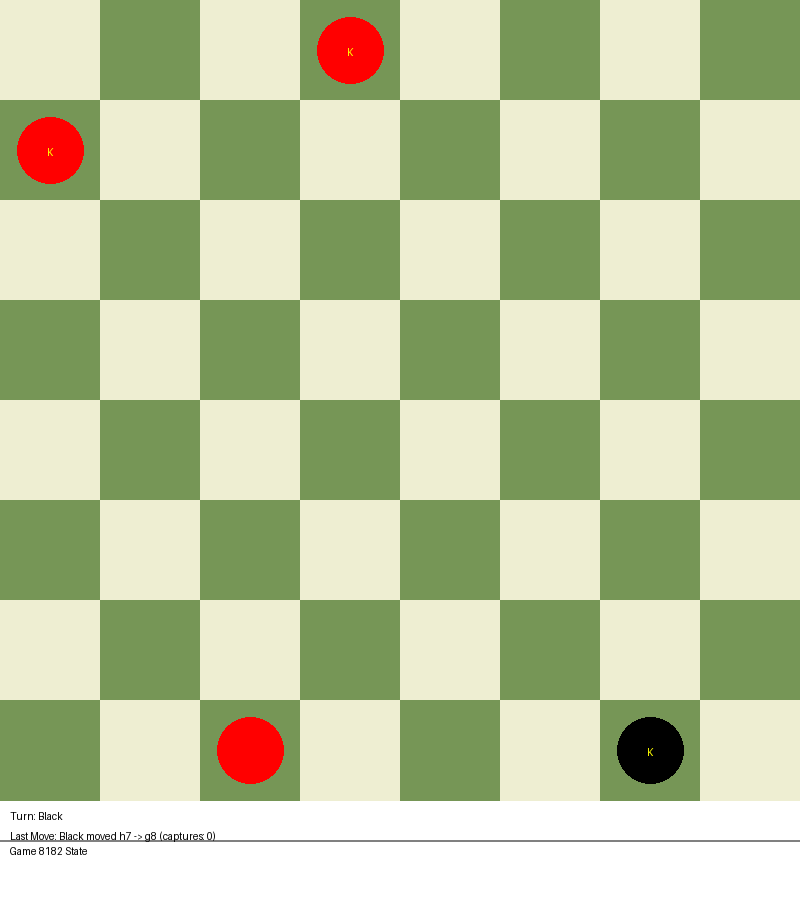 K
K
K
Turn: Black
Last Move: Black moved h7 -> g8 (captures: 0)
Game 8182 State